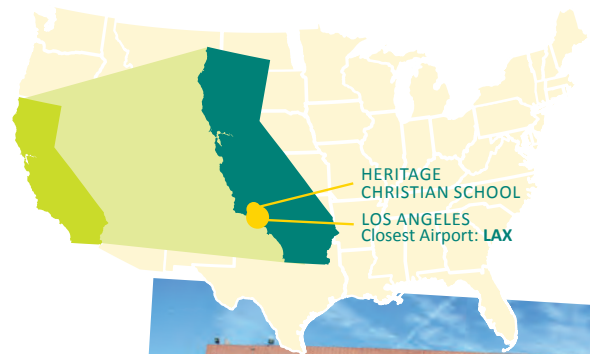 HERITAGE
CHRISTIAN SCHOOL
LOS ANGELES
Closest Airport: LAX